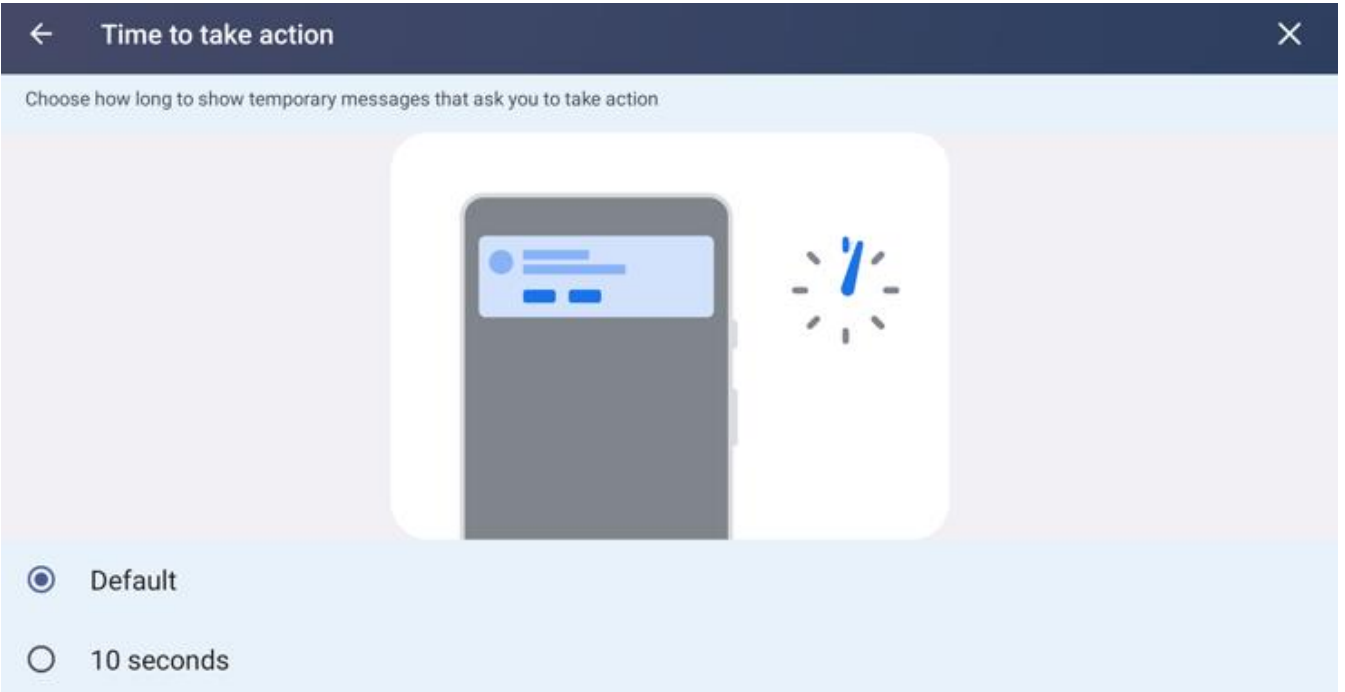 Time to take action
Choose how long to show temporary messages that ask you to take action
Default
10 seconds